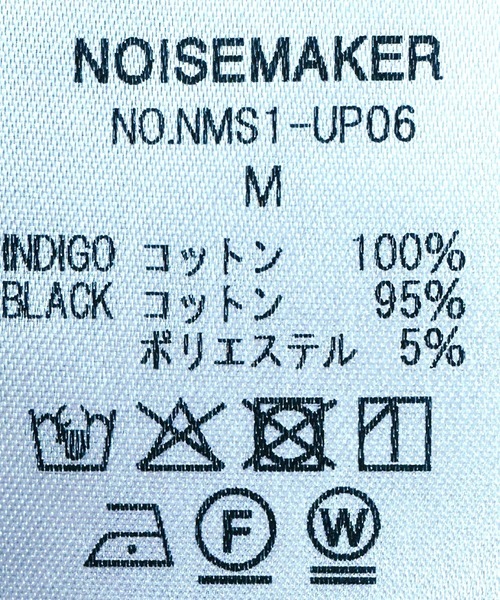 NOISEMAKER
NO.NMS1-UP06
M
INDIGO コットン 100%
BLACK コットン 95%
ポリエステル 5%
F W